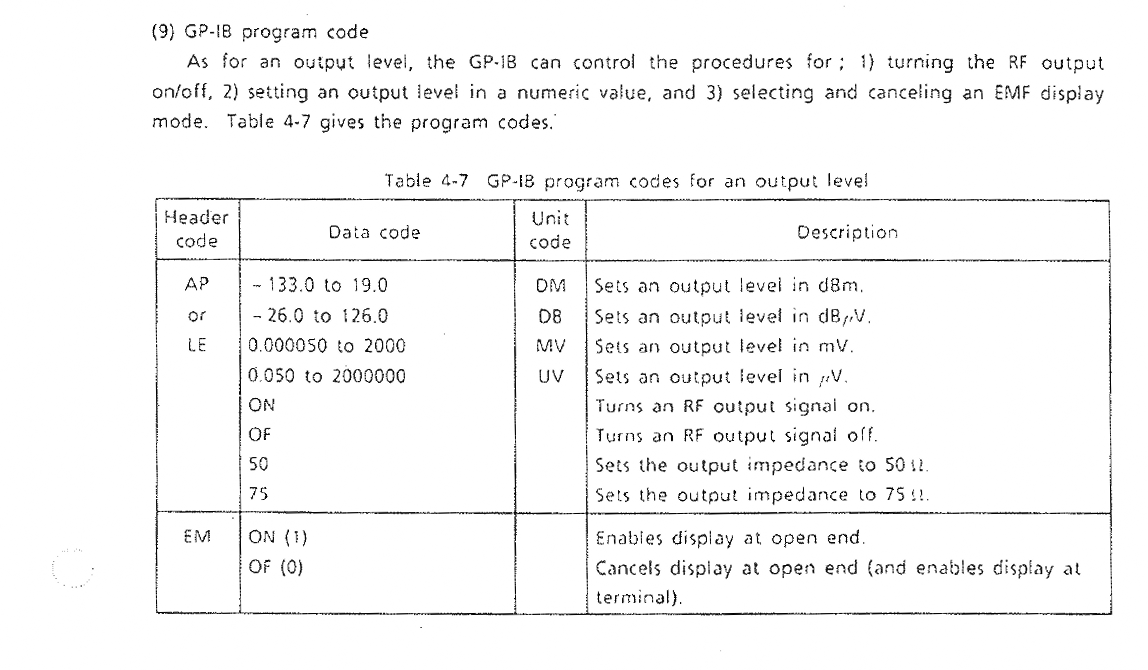 (9) GP-IB program code
As for an output level, the GP-IB can control the procedures for ; 1) turning the RF output
on/off, 2) setting an output level in a numeric value, and 3) selecting and canceling an EMF display
mode. Table 4-7 gives the program codes.
Table 4-7 GP-IB program codes for an output level
Header code Data code Unit code Description
AP – 133.0 to 19.0 DM Sets an output level in dBm.
or – 26.0 to 126.0 DB Sets an output level in dBμV.
LE 0.000050 to 2000 MV Sets an output level in mV.
0.050 to 2000000 UV Sets an output level in μV.
ON Turns an RF output signal on.
OF Turns an RF output signal off.
50 Sets the output impedance to 50 Ω.
75 Sets the output impedance to 75 Ω.
EM ON (1) Enables display at open end.
OF (0) Cancels display at open end (and enables display at
terminal).